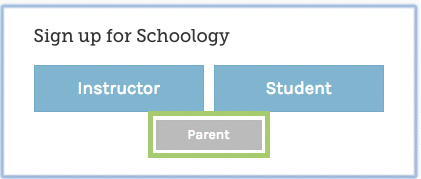 Sign up for Schoology
Instructor Student
Parent